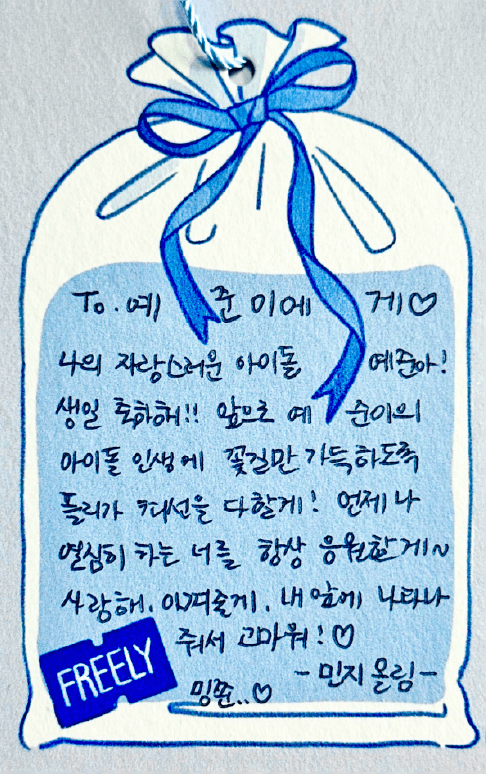 To. 예준이에게♡
나의 자랑스러운 아이돌 예준아!
생일 축하해!! 앞으로 예준이의
아이돌 인생에 꽃길만 가득하도록
플리가 최선을 다할게! 언제나
열심히 하는 너를 항상 응원할게~
사랑해. 아껴줄게. 내 앞에 나타나
줘서 고마워!♡
FREELY
-민지 올림-
밍쭌..♡